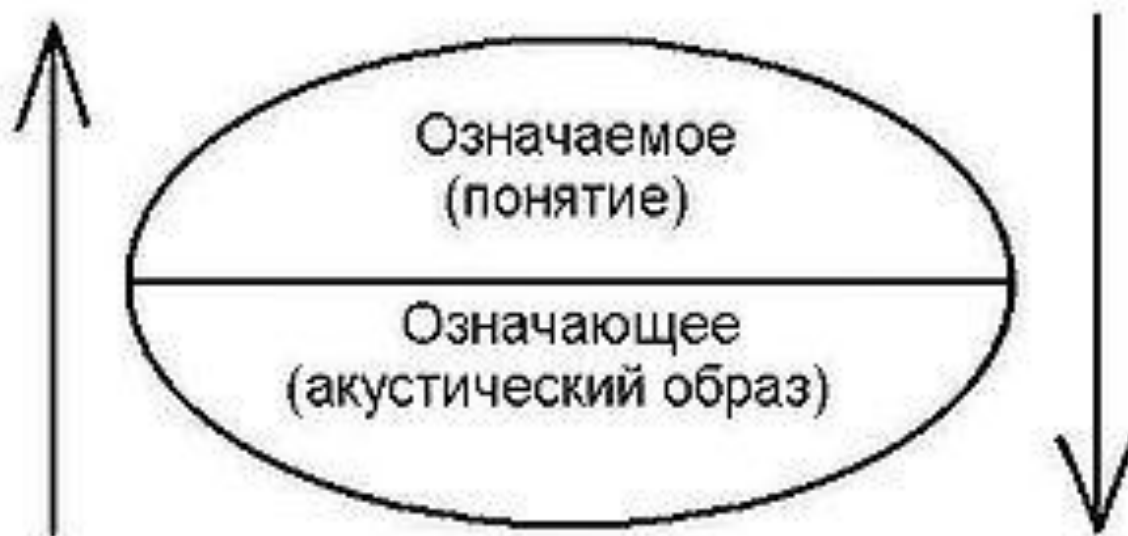 Означаемое
(понятие)
Означающее
(акустический образ)